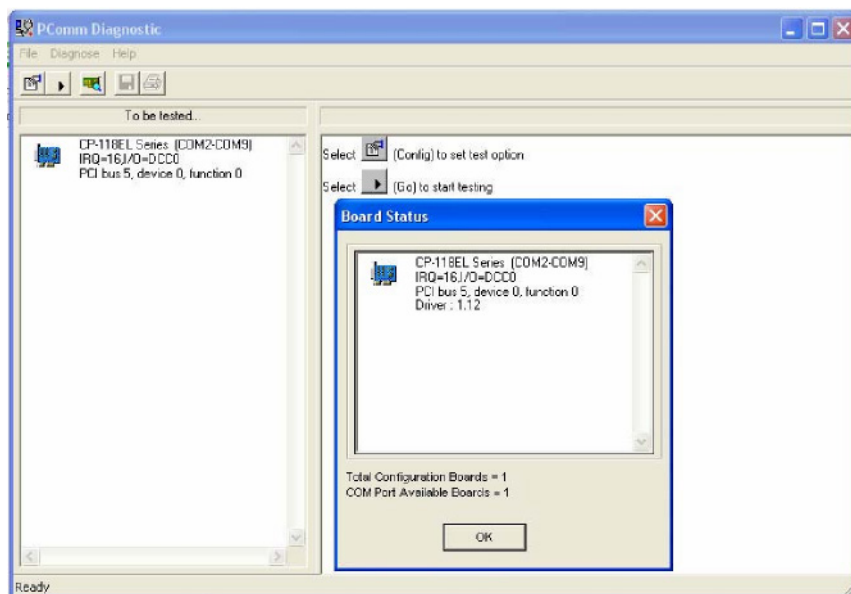 PComm Diagnostic
File Diagnose Help
To be tested...
CP-118EL Series (COM2-COM9)
IRQ=16,I/O=DCC0
PCI bus 5, device 0, function 0
Select (Config) to set test option
Select (Go) to start testing
Board Status
CP-118EL Series (COM2-COM9)
IRQ=16,I/O=DCC0
PCI bus 5, device 0, function 0
Driver : 1.12
Total Configuration Boards = 1
COM Port Available Boards = 1
OK
Ready